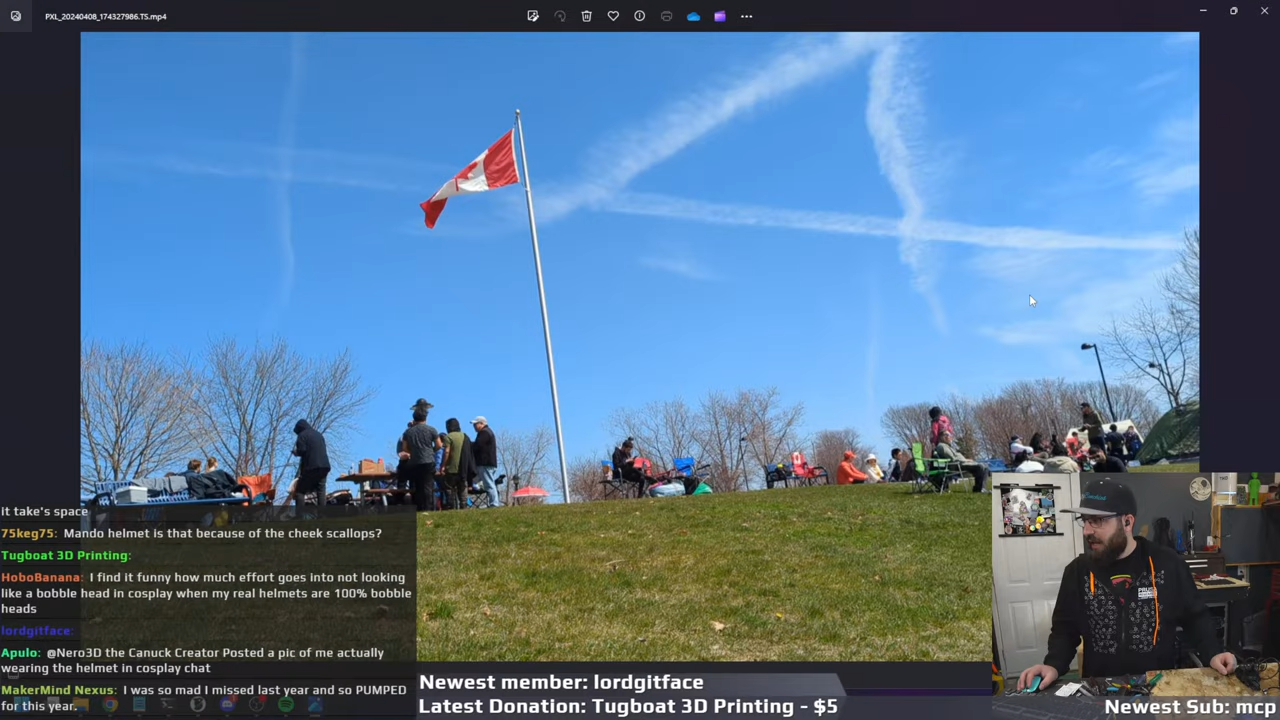 PXL_20240408_174327986.TS.mp4
it take's space
75keg75: Mando helmet is that because of the cheek scallops?
Tugboat 3D Printing:
HoboBanana: I find it funny how much effort goes into not looking
like a bobble head in cosplay when my real helmets are 100% bobble
heads
lordgitface:
Apulo: @Nero3D the Canuck Creator Posted a pic of me actually
wearing the helmet in cosplay chat
MakerMind Nexus: I was so mad I missed last year and so PUMPED
for this year.
Newest member: lordgitface
Latest Donation: Tugboat 3D Printing - $5
Newest Sub: mcp